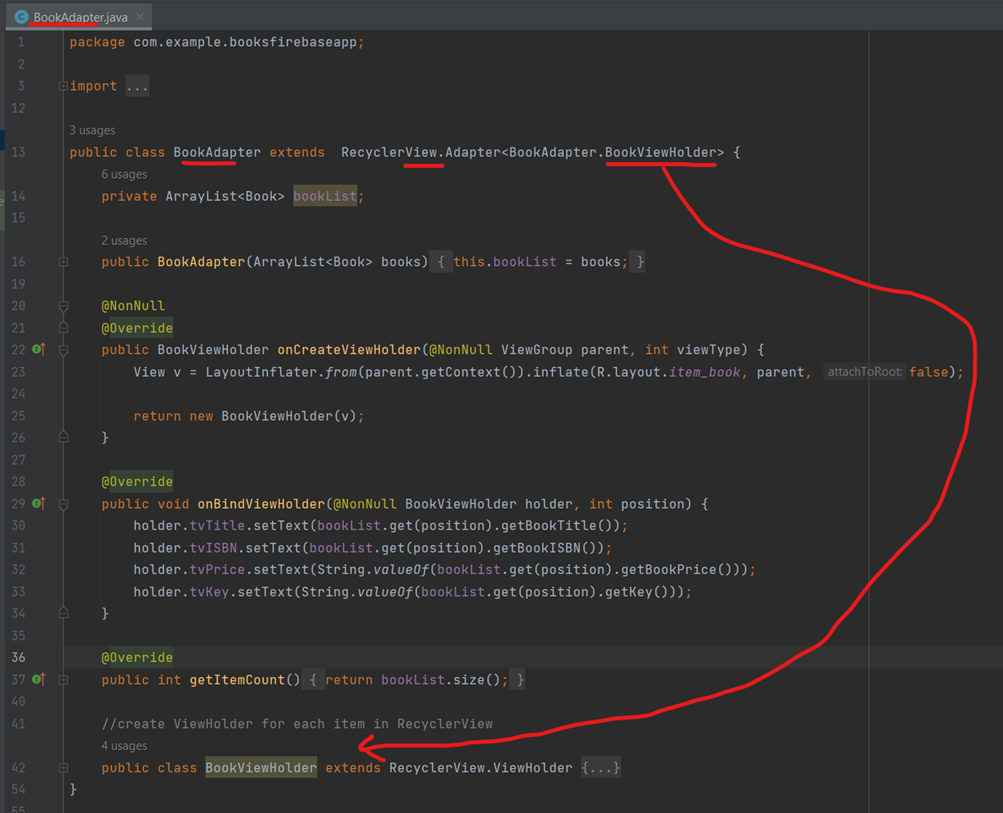 BookAdapter.java
1 package com.example.booksfirebaseapp;
2
3 import ...
12
3 usages
13 public class BookAdapter extends RecyclerView.Adapter<BookAdapter.BookViewHolder> {
6 usages
14 private ArrayList<Book> bookList;
15
2 usages
16 public BookAdapter(ArrayList<Book> books) { this.bookList = books; }
19
20 @NonNull
21 @Override
22 public BookViewHolder onCreateViewHolder(@NonNull ViewGroup parent, int viewType) {
23 View v = LayoutInflater.from(parent.getContext()).inflate(R.layout.item_book, parent, attachToRoot: false);
24
25 return new BookViewHolder(v);
26 }
27
28 @Override
29 public void onBindViewHolder(@NonNull BookViewHolder holder, int position) {
30 holder.tvTitle.setText(bookList.get(position).getBookTitle());
31 holder.tvISBN.setText(bookList.get(position).getBookISBN());
32 holder.tvPrice.setText(String.valueOf(bookList.get(position).getBookPrice()));
33 holder.tvKey.setText(String.valueOf(bookList.get(position).getKey()));
34 }
35
36 @Override
37 public int getItemCount() { return bookList.size(); }
40
41 //create ViewHolder for each item in RecyclerView
4 usages
42 public class BookViewHolder extends RecyclerView.ViewHolder {...}
54 }
55